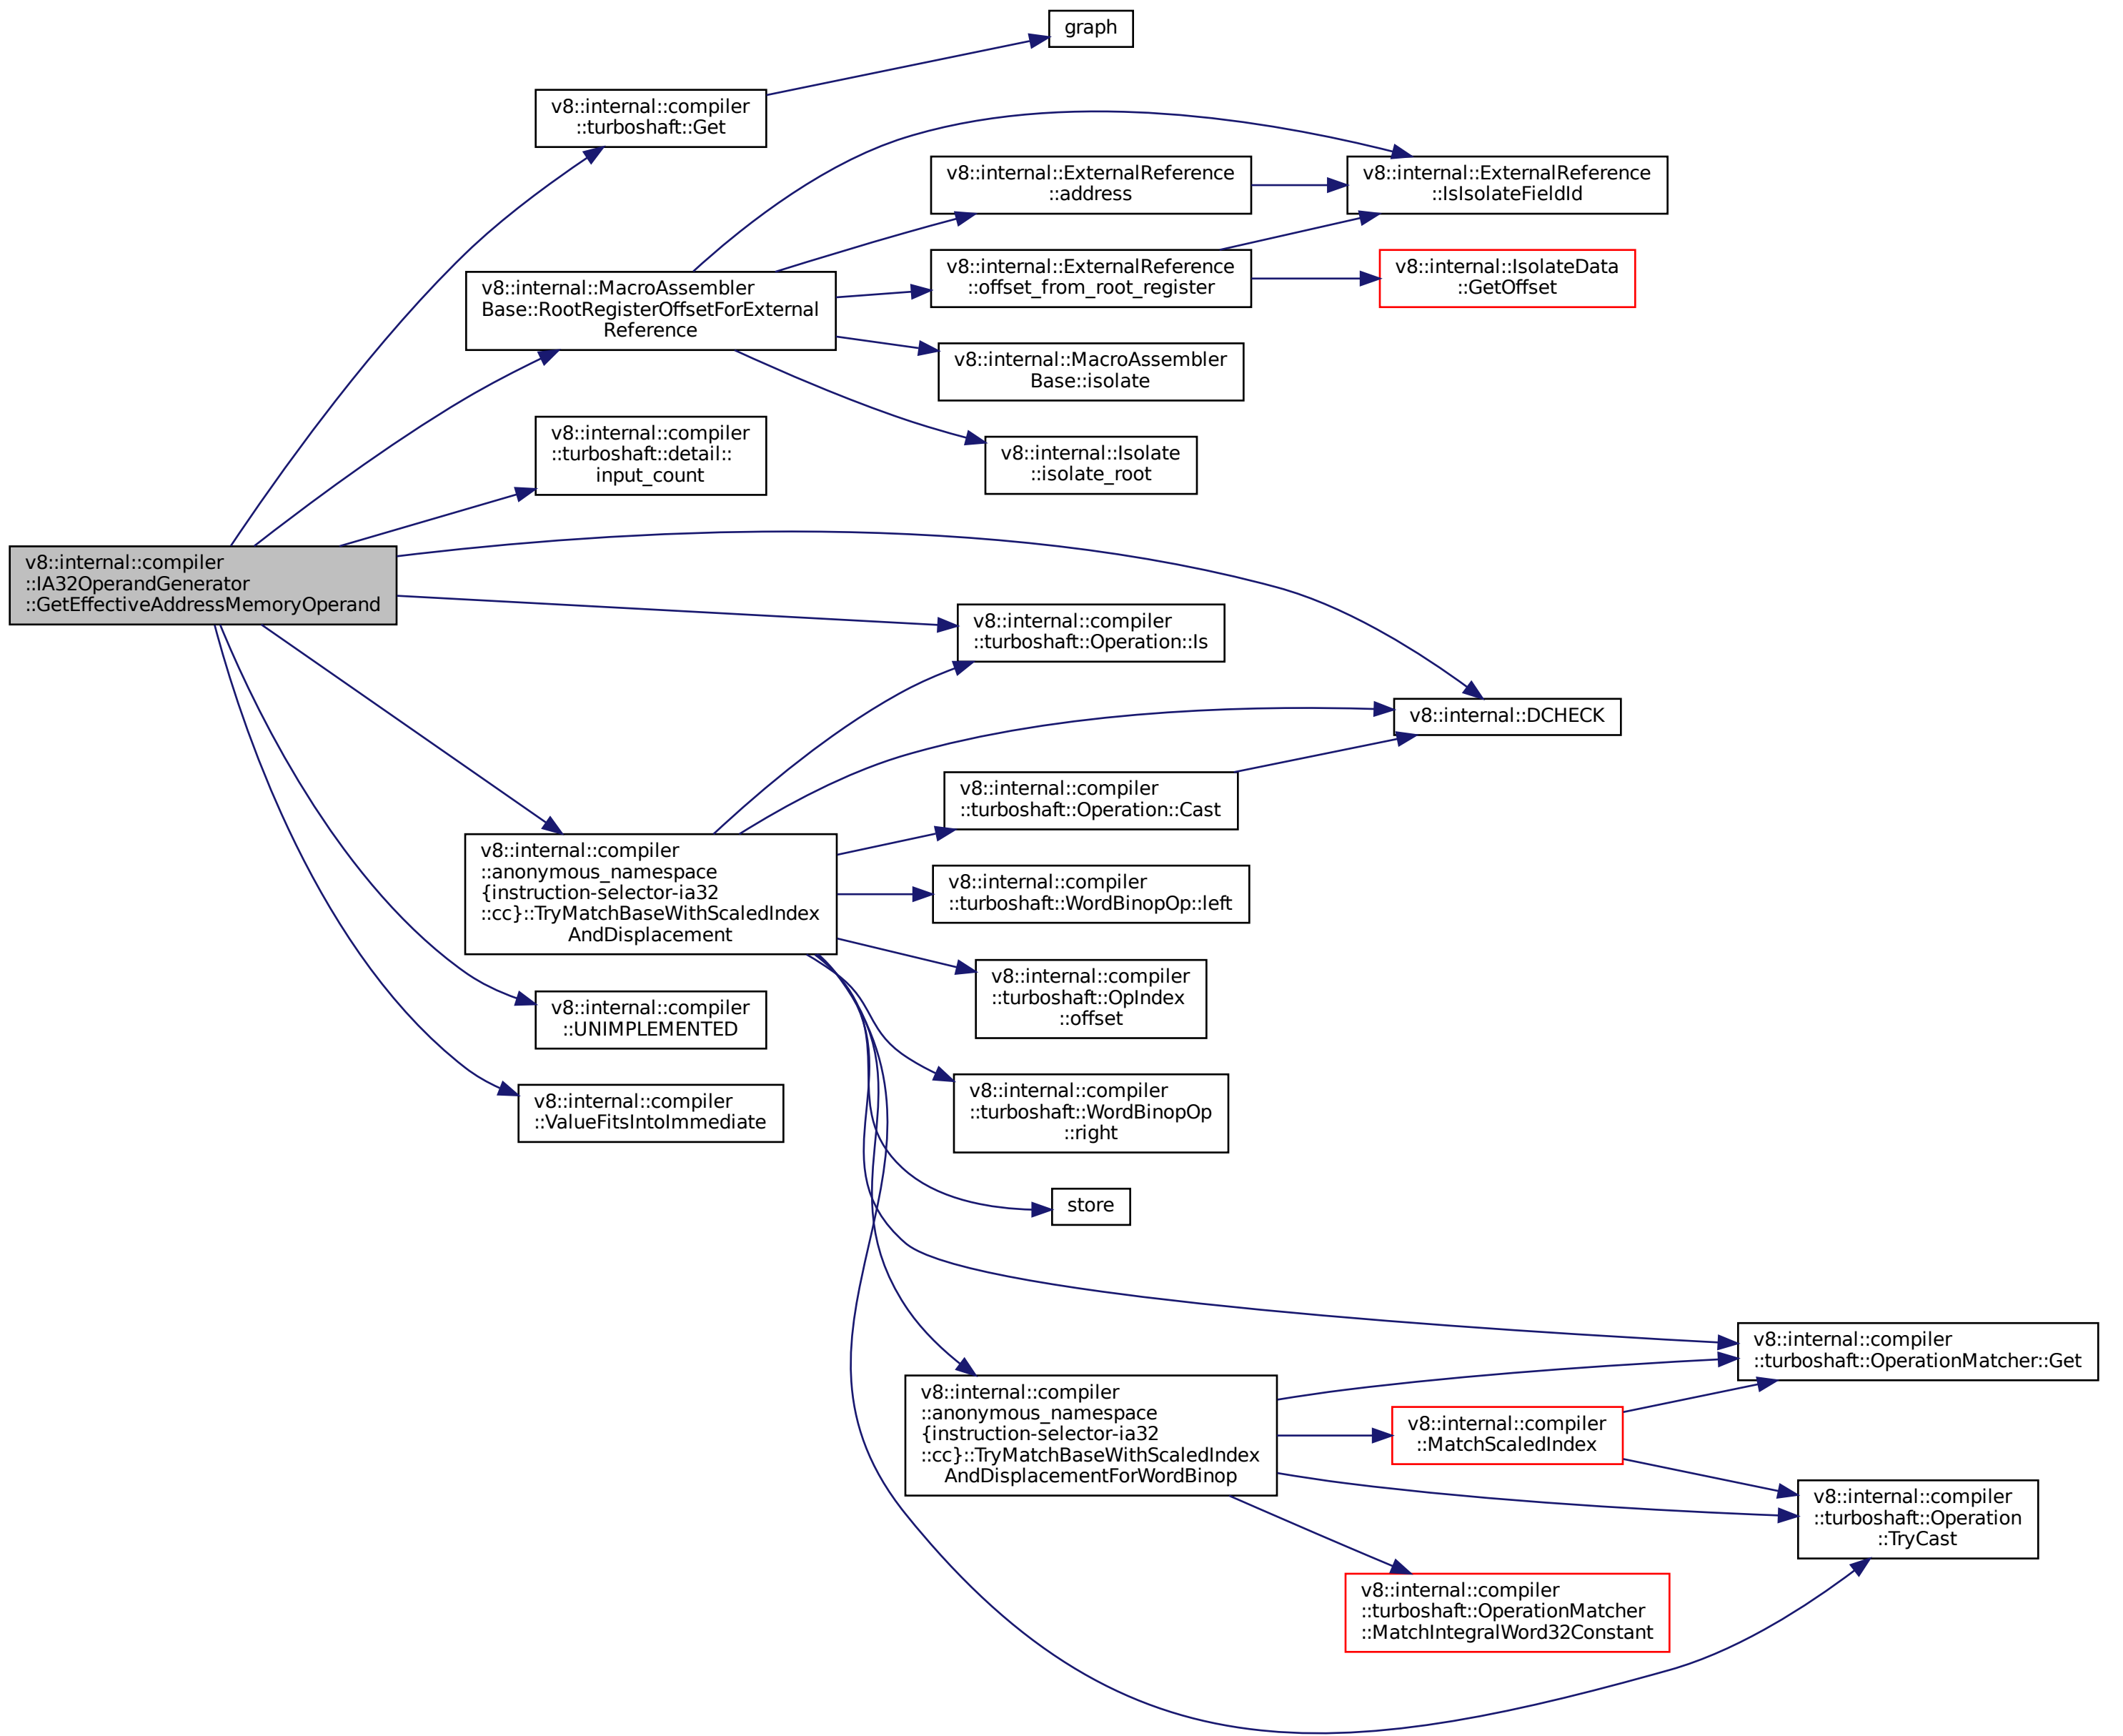 graph
v8::internal::compiler
::turboshaft::Get
v8::internal::ExternalReference
::address
v8::internal::ExternalReference
::IsIsolateFieldId
v8::internal::ExternalReference
::offset_from_root_register
v8::internal::IsolateData
::GetOffset
v8::internal::MacroAssembler
Base::RootRegisterOffsetForExternal
Reference
v8::internal::MacroAssembler
Base::isolate
v8::internal::compiler
::turboshaft::detail::
input_count
v8::internal::Isolate
::isolate_root
v8::internal::compiler
::IA32OperandGenerator
::GetEffectiveAddressMemoryOperand
v8::internal::compiler
::turboshaft::Operation::Is
v8::internal::DCHECK
v8::internal::compiler
::turboshaft::Operation::Cast
v8::internal::compiler
::anonymous_namespace
{instruction-selector-ia32
::cc}::TryMatchBaseWithScaledIndex
AndDisplacement
v8::internal::compiler
::turboshaft::WordBinopOp::left
v8::internal::compiler
::turboshaft::OpIndex
::offset
v8::internal::compiler
::UNIMPLEMENTED
v8::internal::compiler
::ValueFitsIntoImmediate
v8::internal::compiler
::turboshaft::WordBinopOp
::right
store
v8::internal::compiler
::turboshaft::OperationMatcher::Get
v8::internal::compiler
::anonymous_namespace
{instruction-selector-ia32
::cc}::TryMatchBaseWithScaledIndex
AndDisplacementForWordBinop
v8::internal::compiler
::MatchScaledIndex
v8::internal::compiler
::turboshaft::Operation
::TryCast
v8::internal::compiler
::turboshaft::OperationMatcher
::MatchIntegralWord32Constant